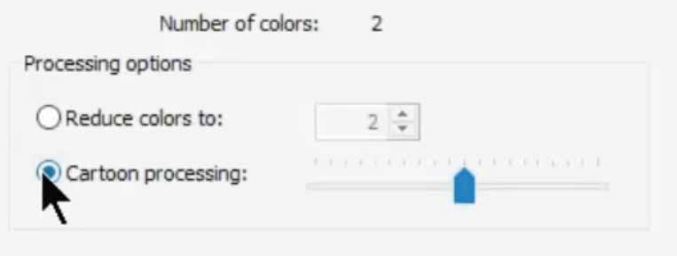 Number of colors: 2
Processing options
Reduce colors to: 2
Cartoon processing: